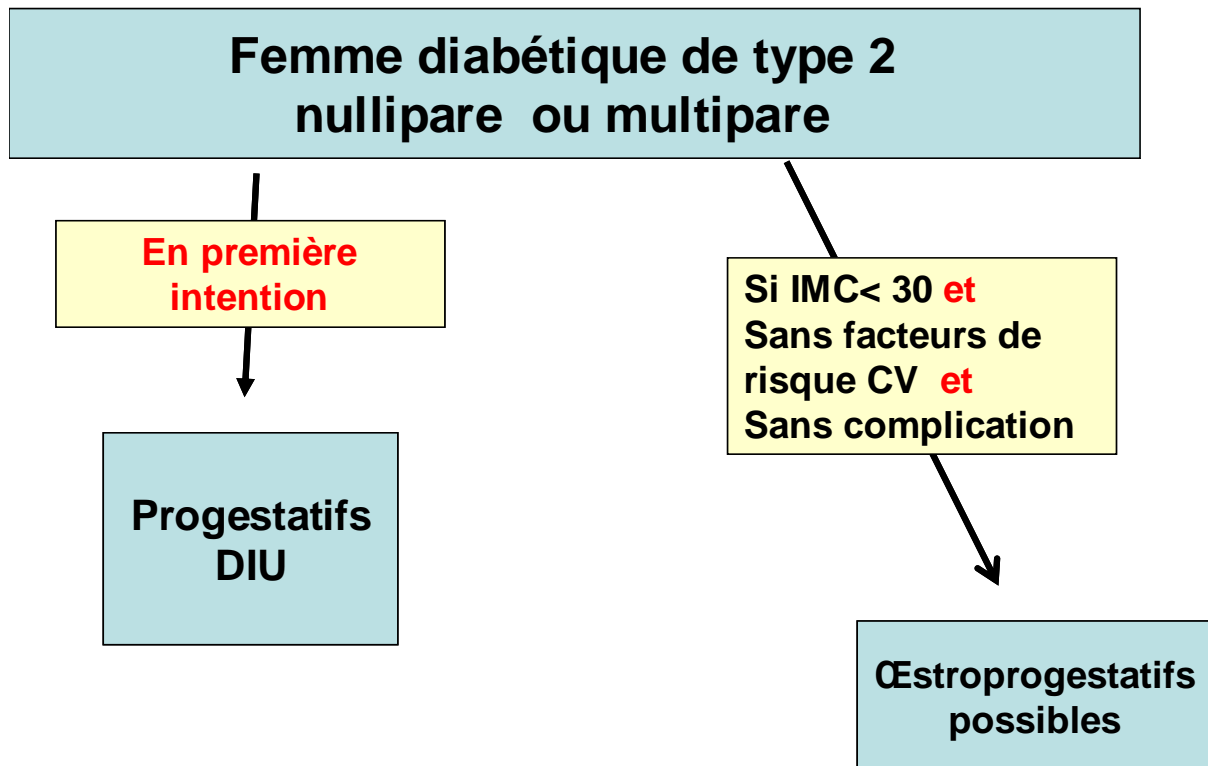 Femme diabétique de type 2
nullipare ou multipare
En première
intention
Si IMC< 30 et
Sans facteurs de
risque CV et
Sans complication
Progestatifs
DIU
Œstroprogestatifs
possibles